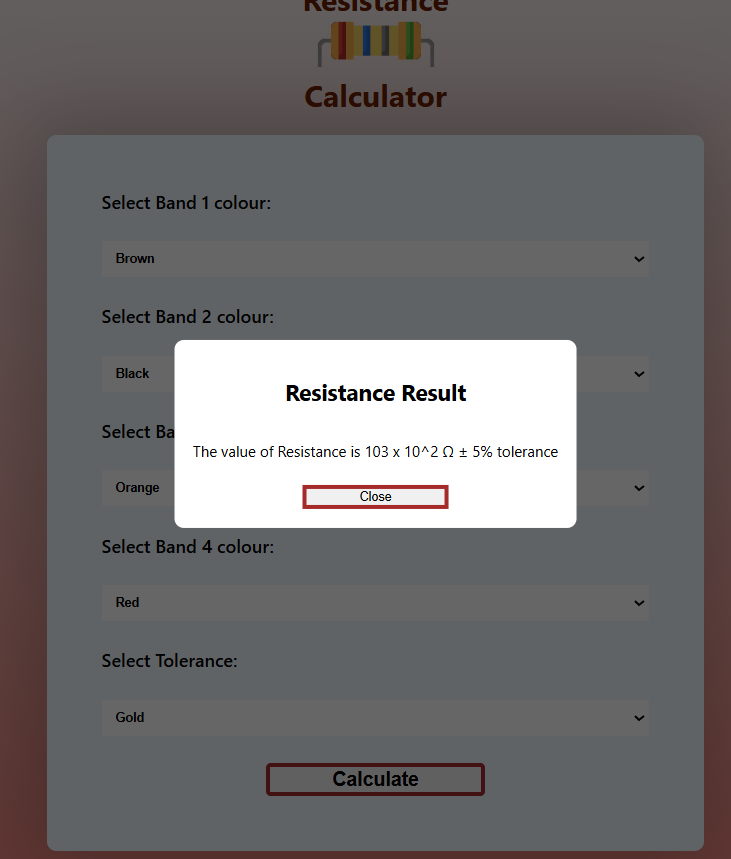 Resistance
Calculator
Select Band 1 colour:
Brown
Select Band 2 colour:
Black
Resistance Result
The value of Resistance is 103 x 10^2 Ω ± 5% tolerance
Close
Select Ba
Orange
Select Band 4 colour:
Red
Select Tolerance:
Gold
Calculate